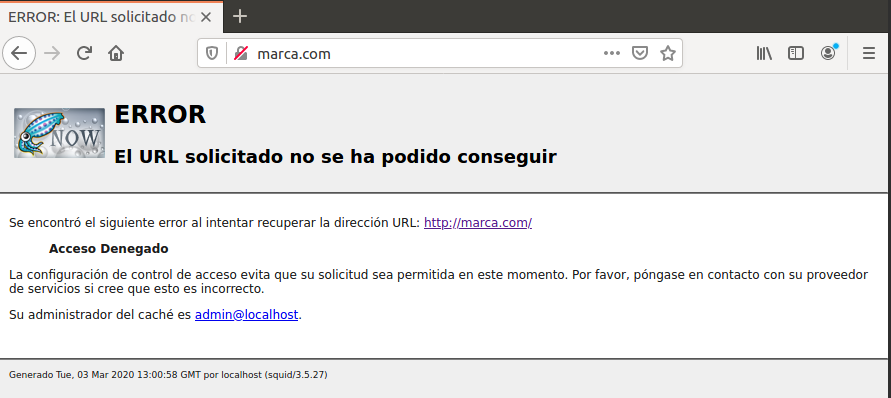 ERROR: El URL solicitado no
marca.com
NOW
ERROR
El URL solicitado no se ha podido conseguir
Se encontró el siguiente error al intentar recuperar la dirección URL: http://marca.com/
Acceso Denegado
La configuración de control de acceso evita que su solicitud sea permitida en este momento. Por favor, póngase en contacto con su proveedor
de servicios si cree que esto es incorrecto.
Su administrador del caché es admin@localhost.
Generado Tue, 03 Mar 2020 13:00:58 GMT por localhost (squid/3.5.27)